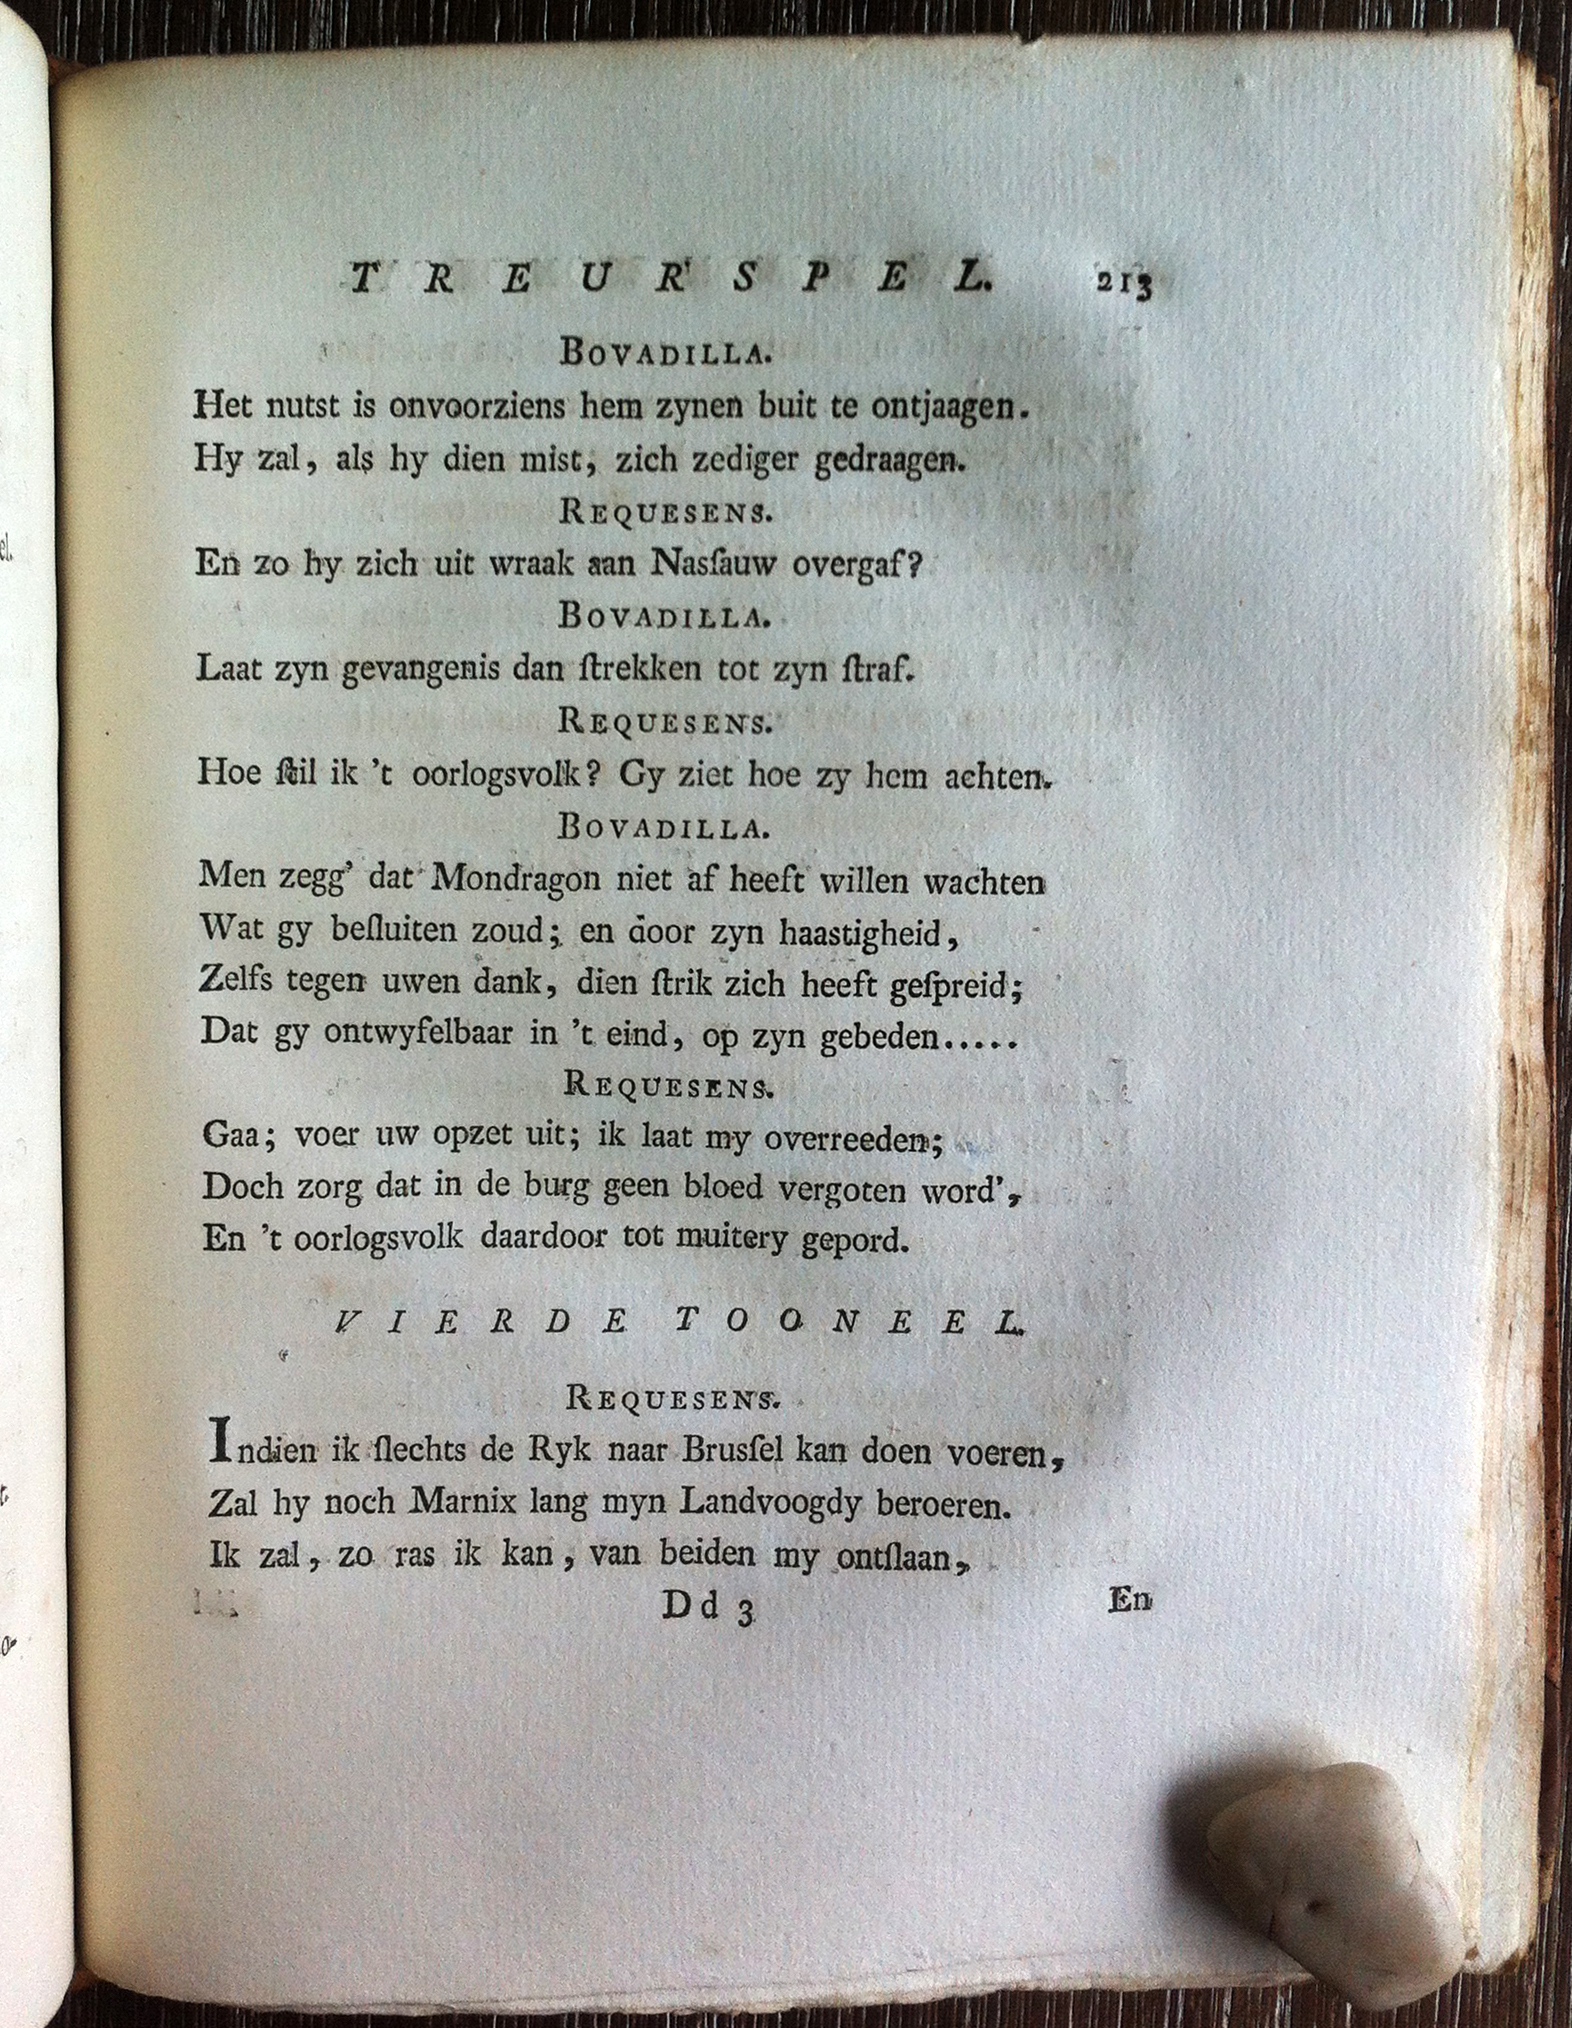 TREURSPEL. 213
BOVADILLA.
Het nutst is onvoorziens hem zynen buit te ontjaagen.
Hy zal, als hy dien mist, zich zediger gedraagen.
REQUESENS.
En zo hy zich uit wraak aan Nasſauw overgaf?
BOVADILLA.
Laat zyn gevangenis dan ſtrekken tot zyn ſtraf.
REQUESENS.
Hoe ſtil ik 't oorlogsvolk? Gy ziet hoe zy hem achten.
BOVADILLA.
Men zegg' dat Mondragon niet af heeft willen wachten
Wat gy beſluiten zoud; en door zyn haastigheid,
Zelfs tegen uwen dank, dien ſtrik zich heeft geſpreid;
Dat gy ontwyfelbaar in 't eind, op zyn gebeden.....
REQUESENS.
Gaa; voer uw opzet uit; ik laat my overreeden;
Doch zorg dat in de burg geen bloed vergoten word',
En 't oorlogsvolk daardoor tot muitery gepord.
VIERDE TOONEEL.
REQUESENS.
Indien ik ſlechts de Ryk naar Brusſel kan doen voeren,
Zal hy noch Marnix lang myn Landvoogdy beroeren.
Ik zal, zo ras ik kan, van beiden my ontſlaan,
Dd 3 En